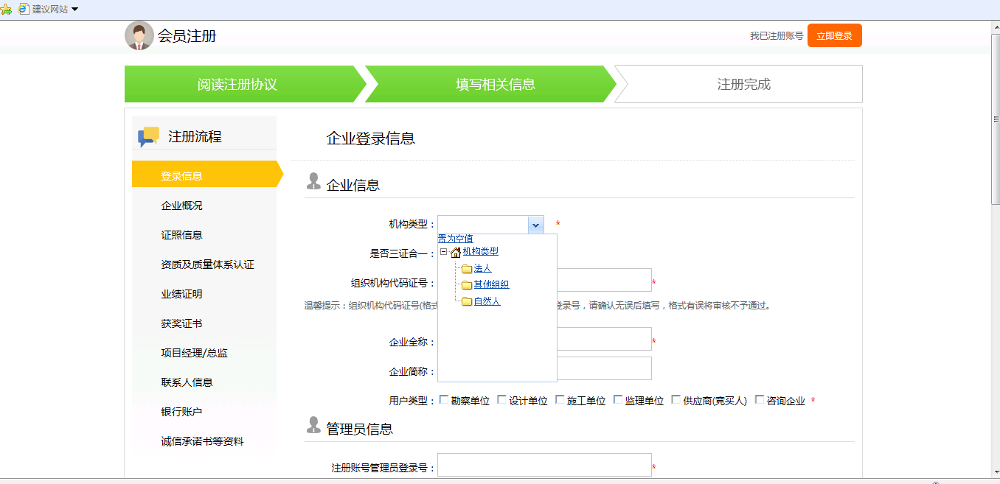 建议网站
会员注册
我已注册账号 立即登录
阅读注册协议 填写相关信息 注册完成
注册流程
登录信息
企业概况
证照信息
资质及质量体系认证
业绩证明
获奖证书
项目经理/总监
联系人信息
银行账户
诚信承诺书等资料
企业登录信息
企业信息
机构类型： *
置为空值
机构类型
法人
其他组织
自然人
是否三证合一：
组织机构代码证号： *
温馨提示：组织机构代码证号(格式 登录号，请确认无误后填写，格式有误将审核不予通过。
企业全称： *
企业简称：
用户类型： 勘察单位 设计单位 施工单位 监理单位 供应商(竞买人) 咨询企业 *
管理员信息
注册账号管理员登录号： *